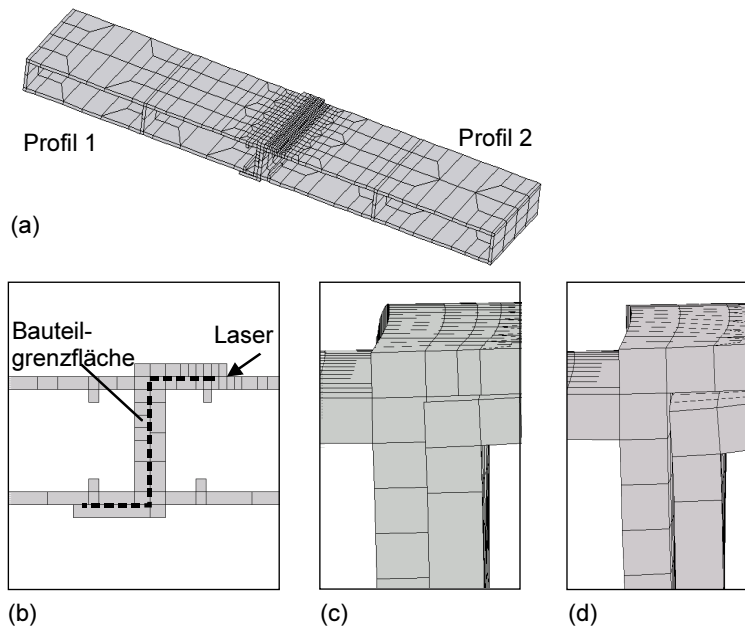 Profil 1
Profil 2
(a)
Bauteil-
grenzfläche
Laser
(b)
(c)
(d)